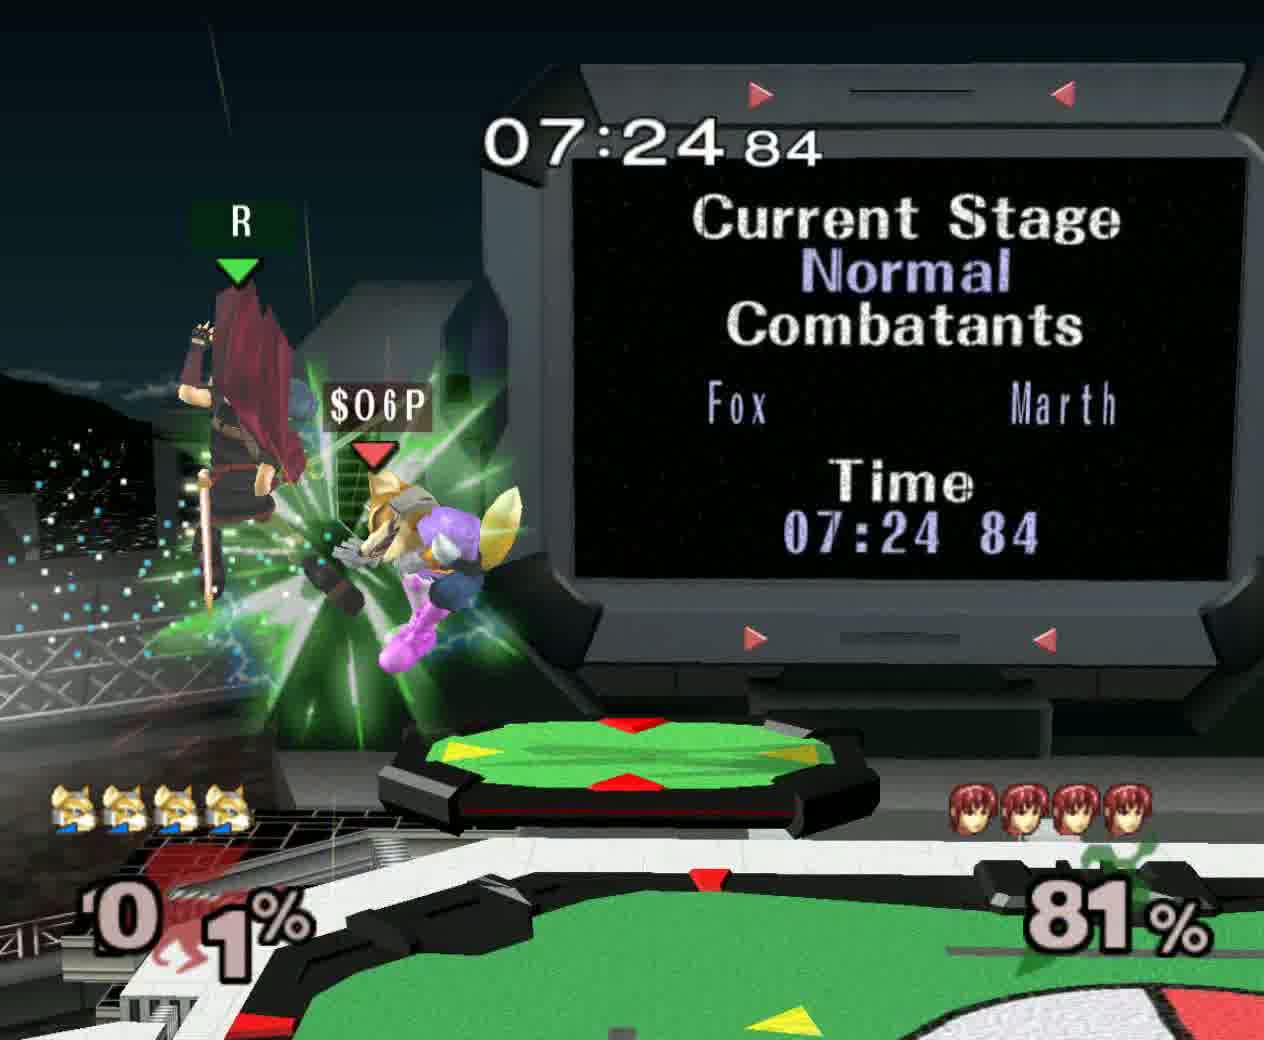 07:24 84
Current Stage
Normal
Combatants
Fox Marth
Time
07:24 84
R
$06P
81%